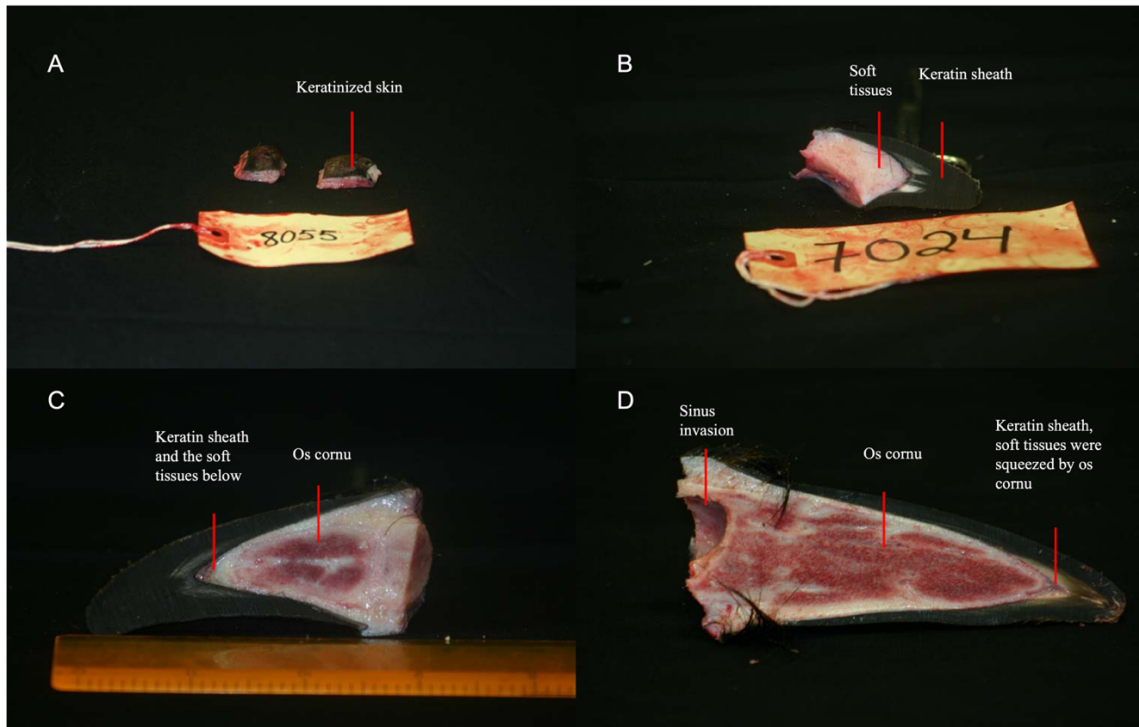 A
Keratinized skin
8055
B
Soft
tissues
Keratin sheath
7024
C
Keratin sheath
and the soft
tissues below
Os cornu
D
Sinus
invasion
Os cornu
Keratin sheath,
soft tissues were
squeezed by os
cornu